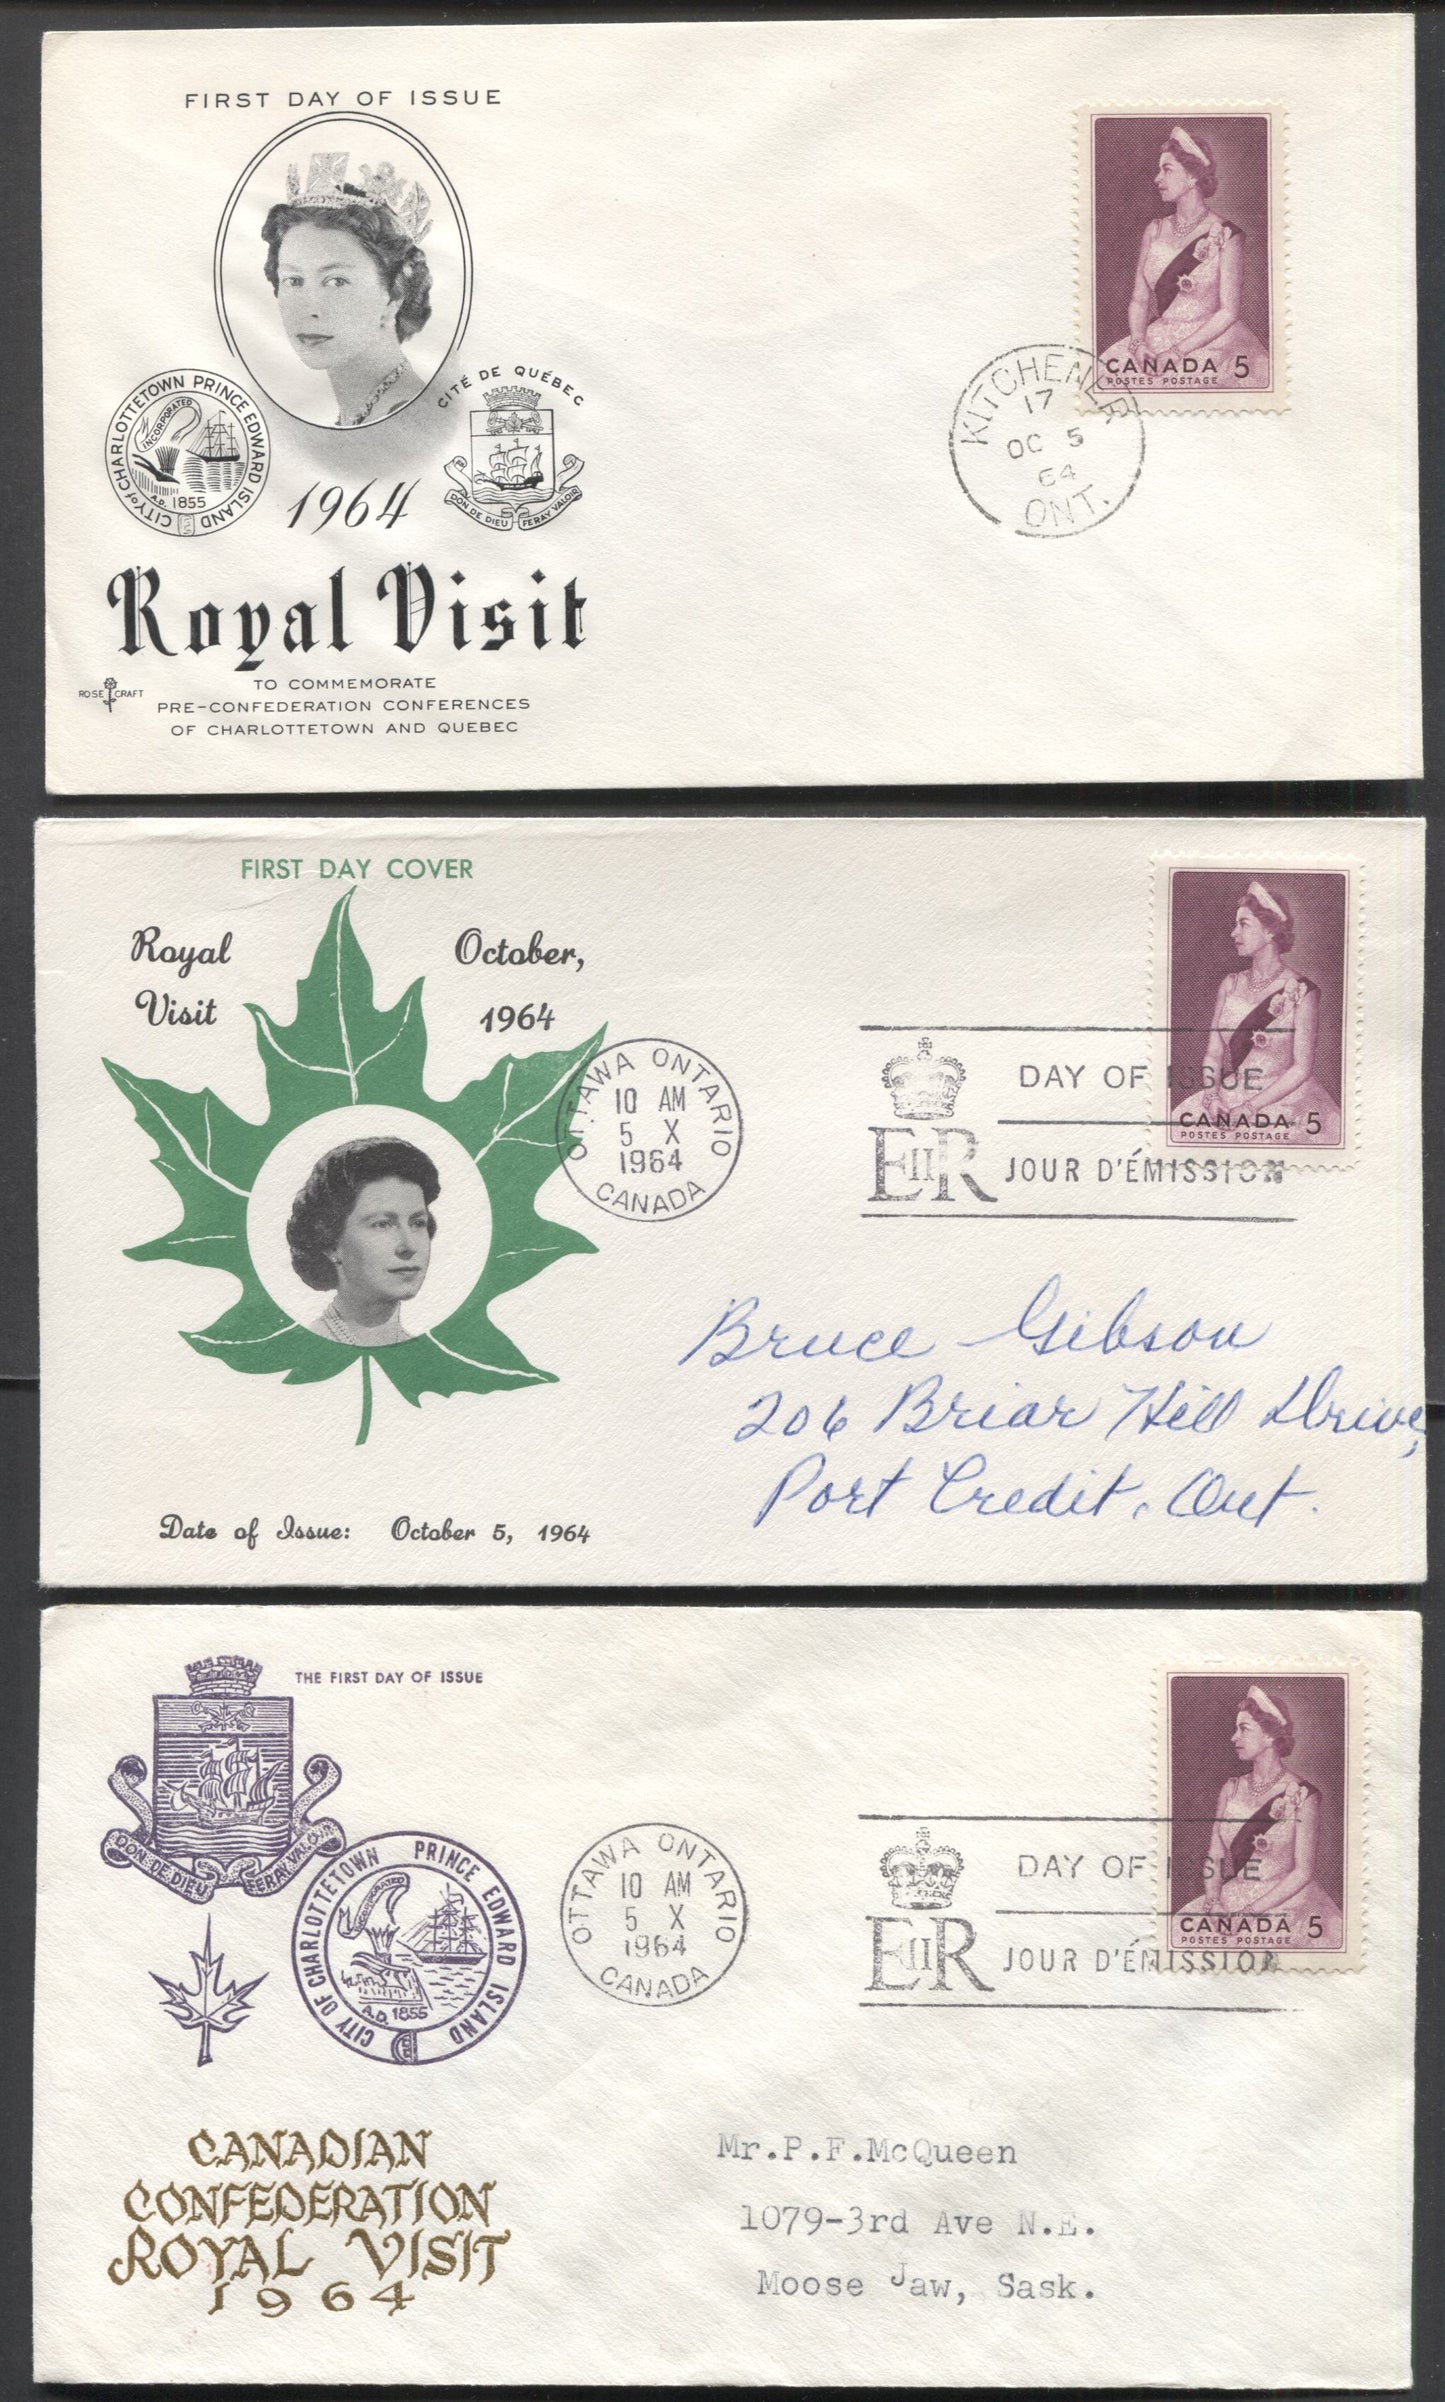 FIRST DAY OF ISSUE
CITY of CHARLOTTETOWN PRINCE EDWARD ISLAND
INCORPORATED
A.D. 1855
CITÉ DE QUÉBEC
DON DE DIEU FERAY VALOIR
1964
Royal Visit
ROSE CRAFT
TO COMMEMORATE
PRE-CONFEDERATION CONFERENCES
OF CHARLOTTETOWN AND QUEBEC
CANADA 5
POSTES POSTAGE
KITCHENER
17
OC 5
64
ONT.
FIRST DAY COVER
Royal October,
Visit 1964
Date of Issue: October 5, 1964
OTTAWA ONTARIO
10 AM
5 X
1964
CANADA
EIIR
DAY OF ISSUE
JOUR D'ÉMISSION
CANADA 5
POSTES POSTAGE
Bruce Gibson
206 Briar Hill Drive,
Port Credit, Ont.
THE FIRST DAY OF ISSUE
DON DE DIEU FERAY VALOIR
CITY OF CHARLOTTETOWN PRINCE EDWARD ISLAND
INCORPORATED
A.D. 1855
CANADIAN
CONFEDERATION
ROYAL VISIT
1964
OTTAWA ONTARIO
10 AM
5 X
1964
CANADA
EIIR
DAY OF ISSUE
JOUR D'ÉMISSION
CANADA 5
POSTES POSTAGE
Mr.P.F.McQueen
1079-3rd Ave N.E.
Moose Jaw, Sask.